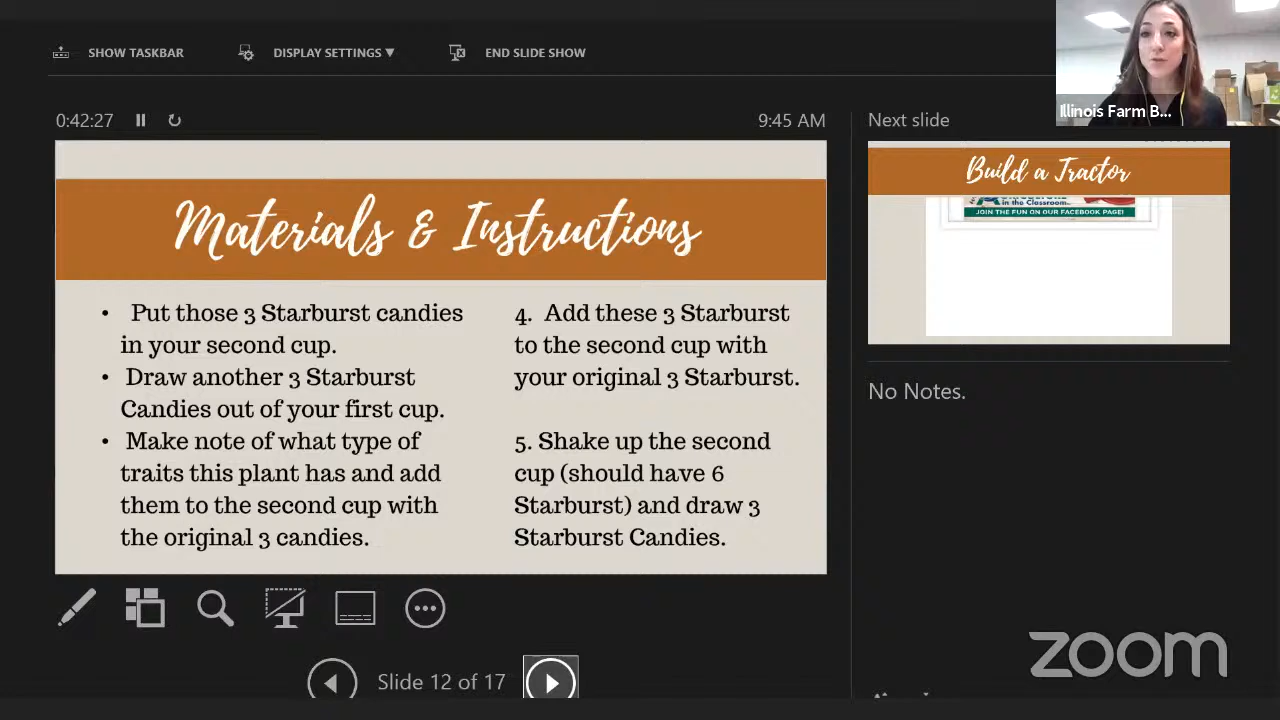 SHOW TASKBAR
DISPLAY SETTINGS ▼
END SLIDE SHOW
Illinois Farm B...
0:42:27
9:45 AM
Next slide
Materials & Instructions
• Put those 3 Starburst candies
in your second cup.
• Draw another 3 Starburst
Candies out of your first cup.
• Make note of what type of
traits this plant has and add
them to the second cup with
the original 3 candies.
4. Add these 3 Starburst
to the second cup with
your original 3 Starburst.
5. Shake up the second
cup (should have 6
Starburst) and draw 3
Starburst Candies.
Build a Tractor
in the Classroom
JOIN THE FUN ON OUR FACEBOOK PAGE!
No Notes.
Slide 12 of 17
zoom